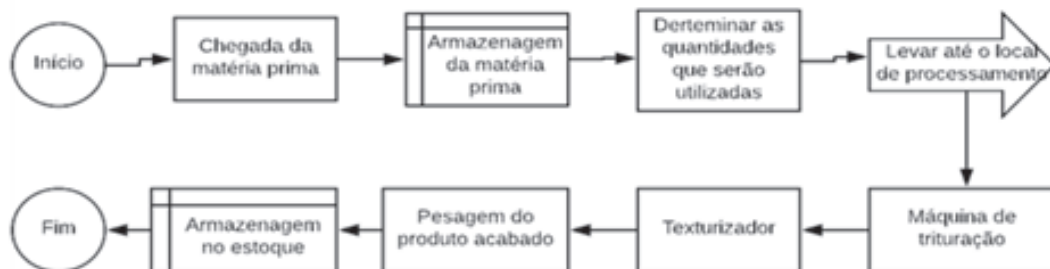 Início
Chegada da
matéria prima
Armazenagem
da matéria
prima
Derteminar as
quantidades
que serão
utilizadas
Levar até o local
de processamento
Fim
Armazenagem
no estoque
Pesagem do
produto acabado
Texturizador
Máquina de
trituração